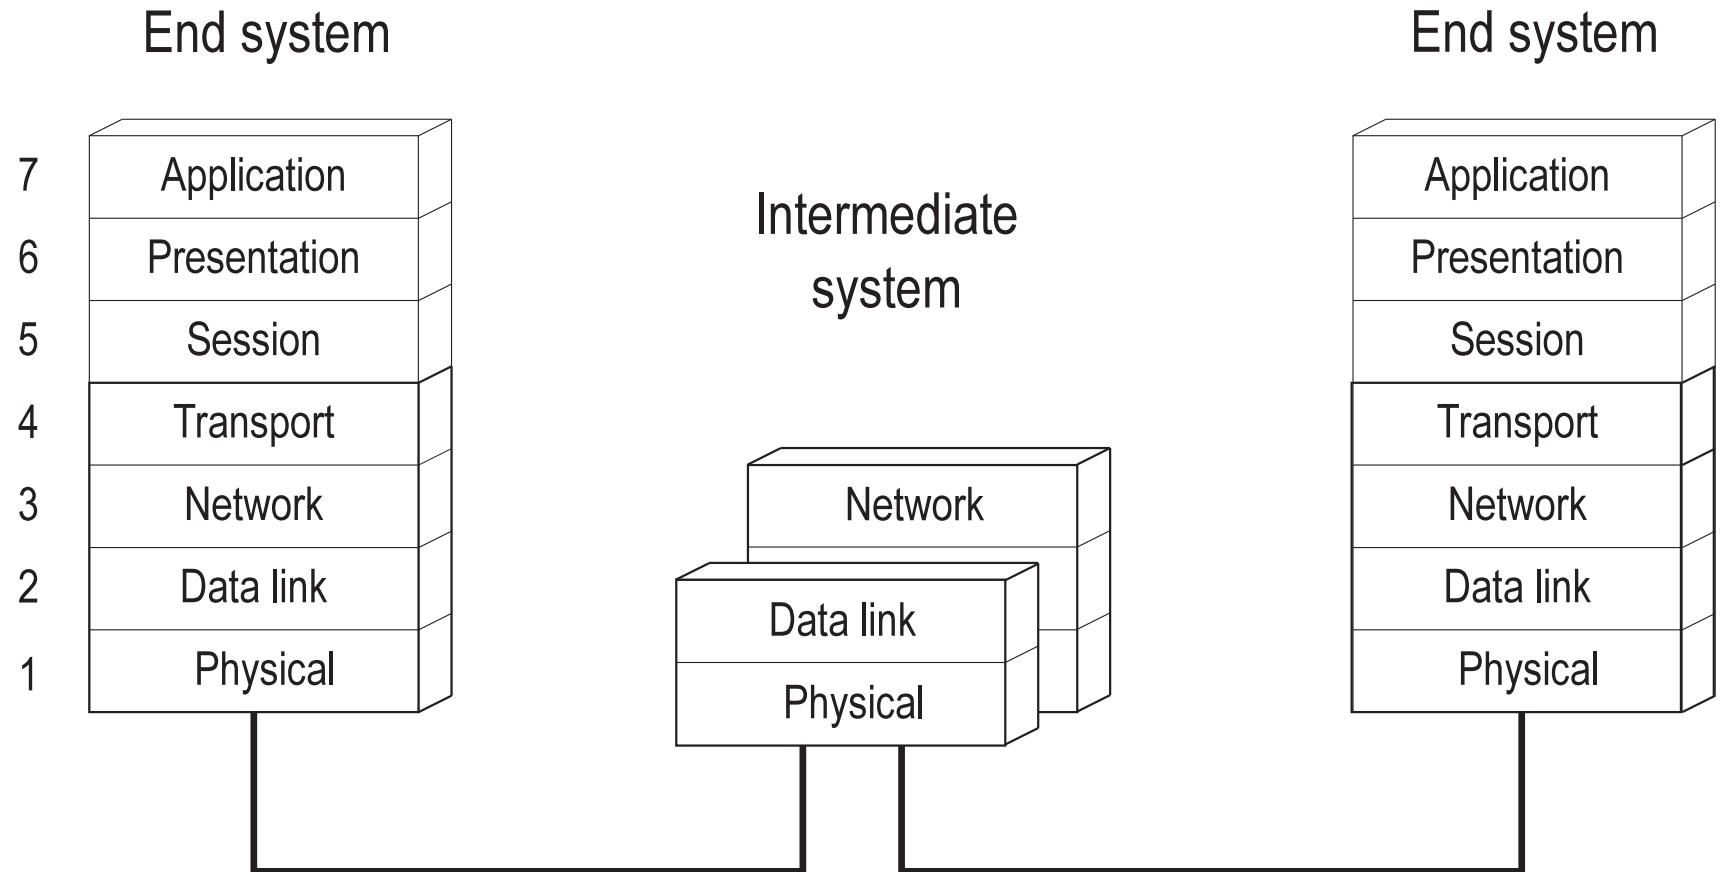 End system
7 Application
6 Presentation
5 Session
4 Transport
3 Network
2 Data link
1 Physical
Intermediate
system
Network
Data link
Physical
End system
Application
Presentation
Session
Transport
Network
Data link
Physical